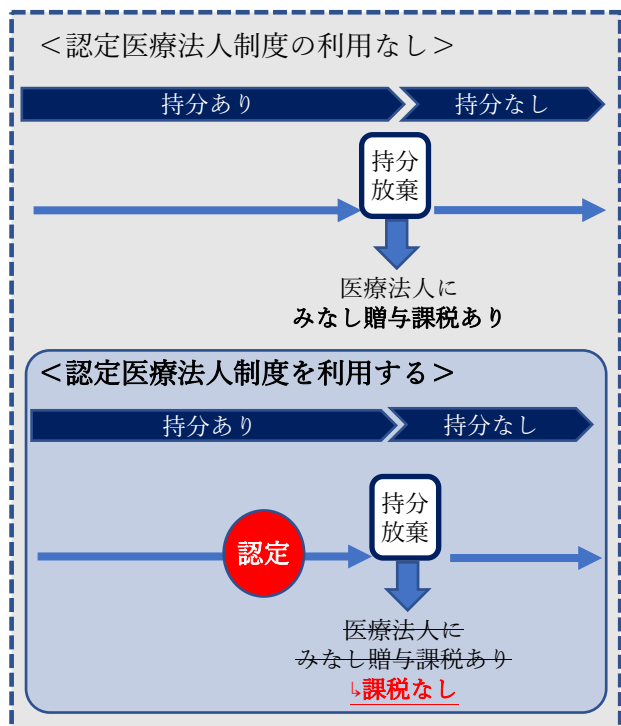 ＜認定医療法人制度の利用なし＞
持分あり
持分なし
持分
放棄
医療法人に
みなし贈与課税あり
＜認定医療法人制度を利用する＞
持分あり
持分なし
持分
放棄
認定
医療法人に
みなし贈与課税あり
↳課税なし